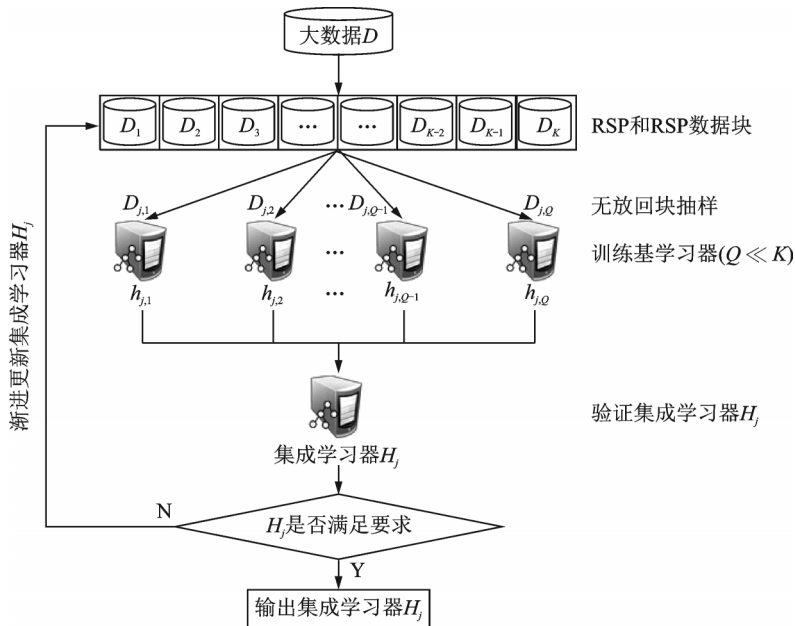 大数据D
D1 D2 D3 … … DK-2 DK-1 DK
RSP和RSP数据块
Dj,1 Dj,2 … Dj,Q-1 Dj,Q
无放回块抽样
…
训练基学习器(Q ≪ K)
hj,1 hj,2 … hj,Q-1 hj,Q
渐进更新集成学习器Hj
验证集成学习器Hj
集成学习器Hj
N
Hj是否满足要求
Y
输出集成学习器Hj